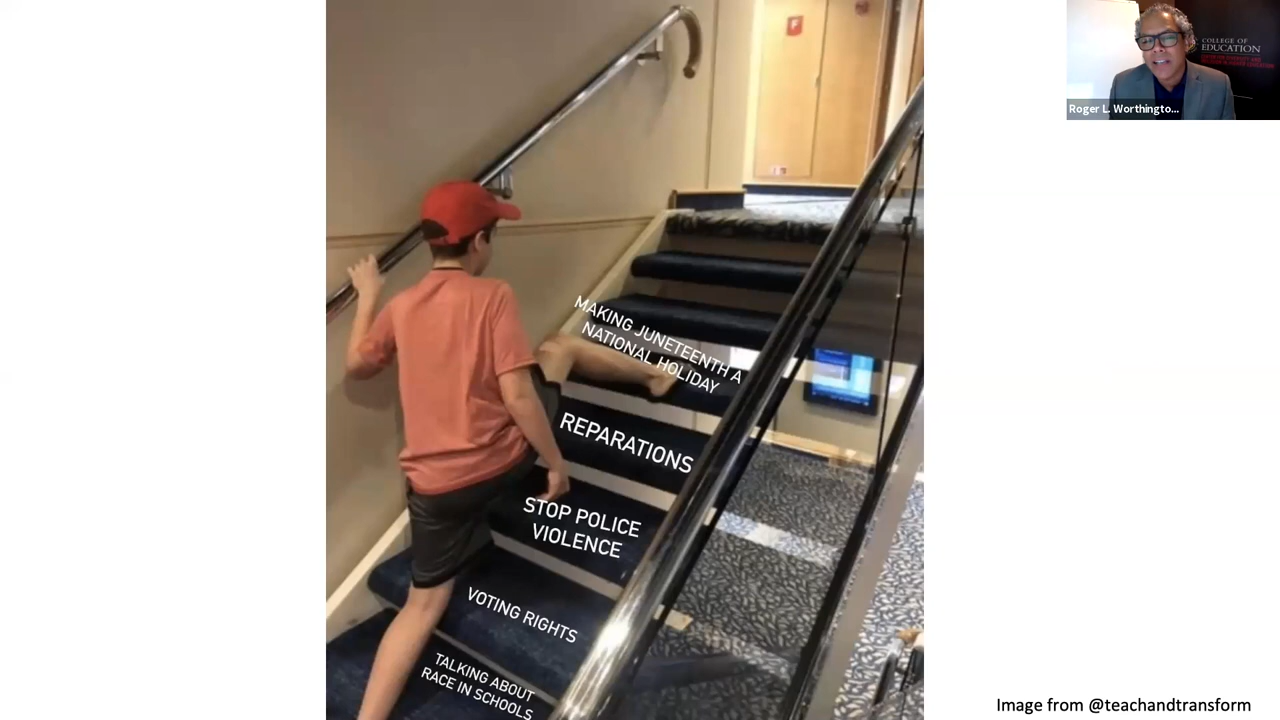 COLLEGE OF
EDUCATION
Roger L. Worthingto...
MAKING JUNETEENTH A
NATIONAL HOLIDAY
REPARATIONS
STOP POLICE
VIOLENCE
VOTING RIGHTS
TALKING ABOUT
RACE IN SCHOOLS
Image from @teachandtransform